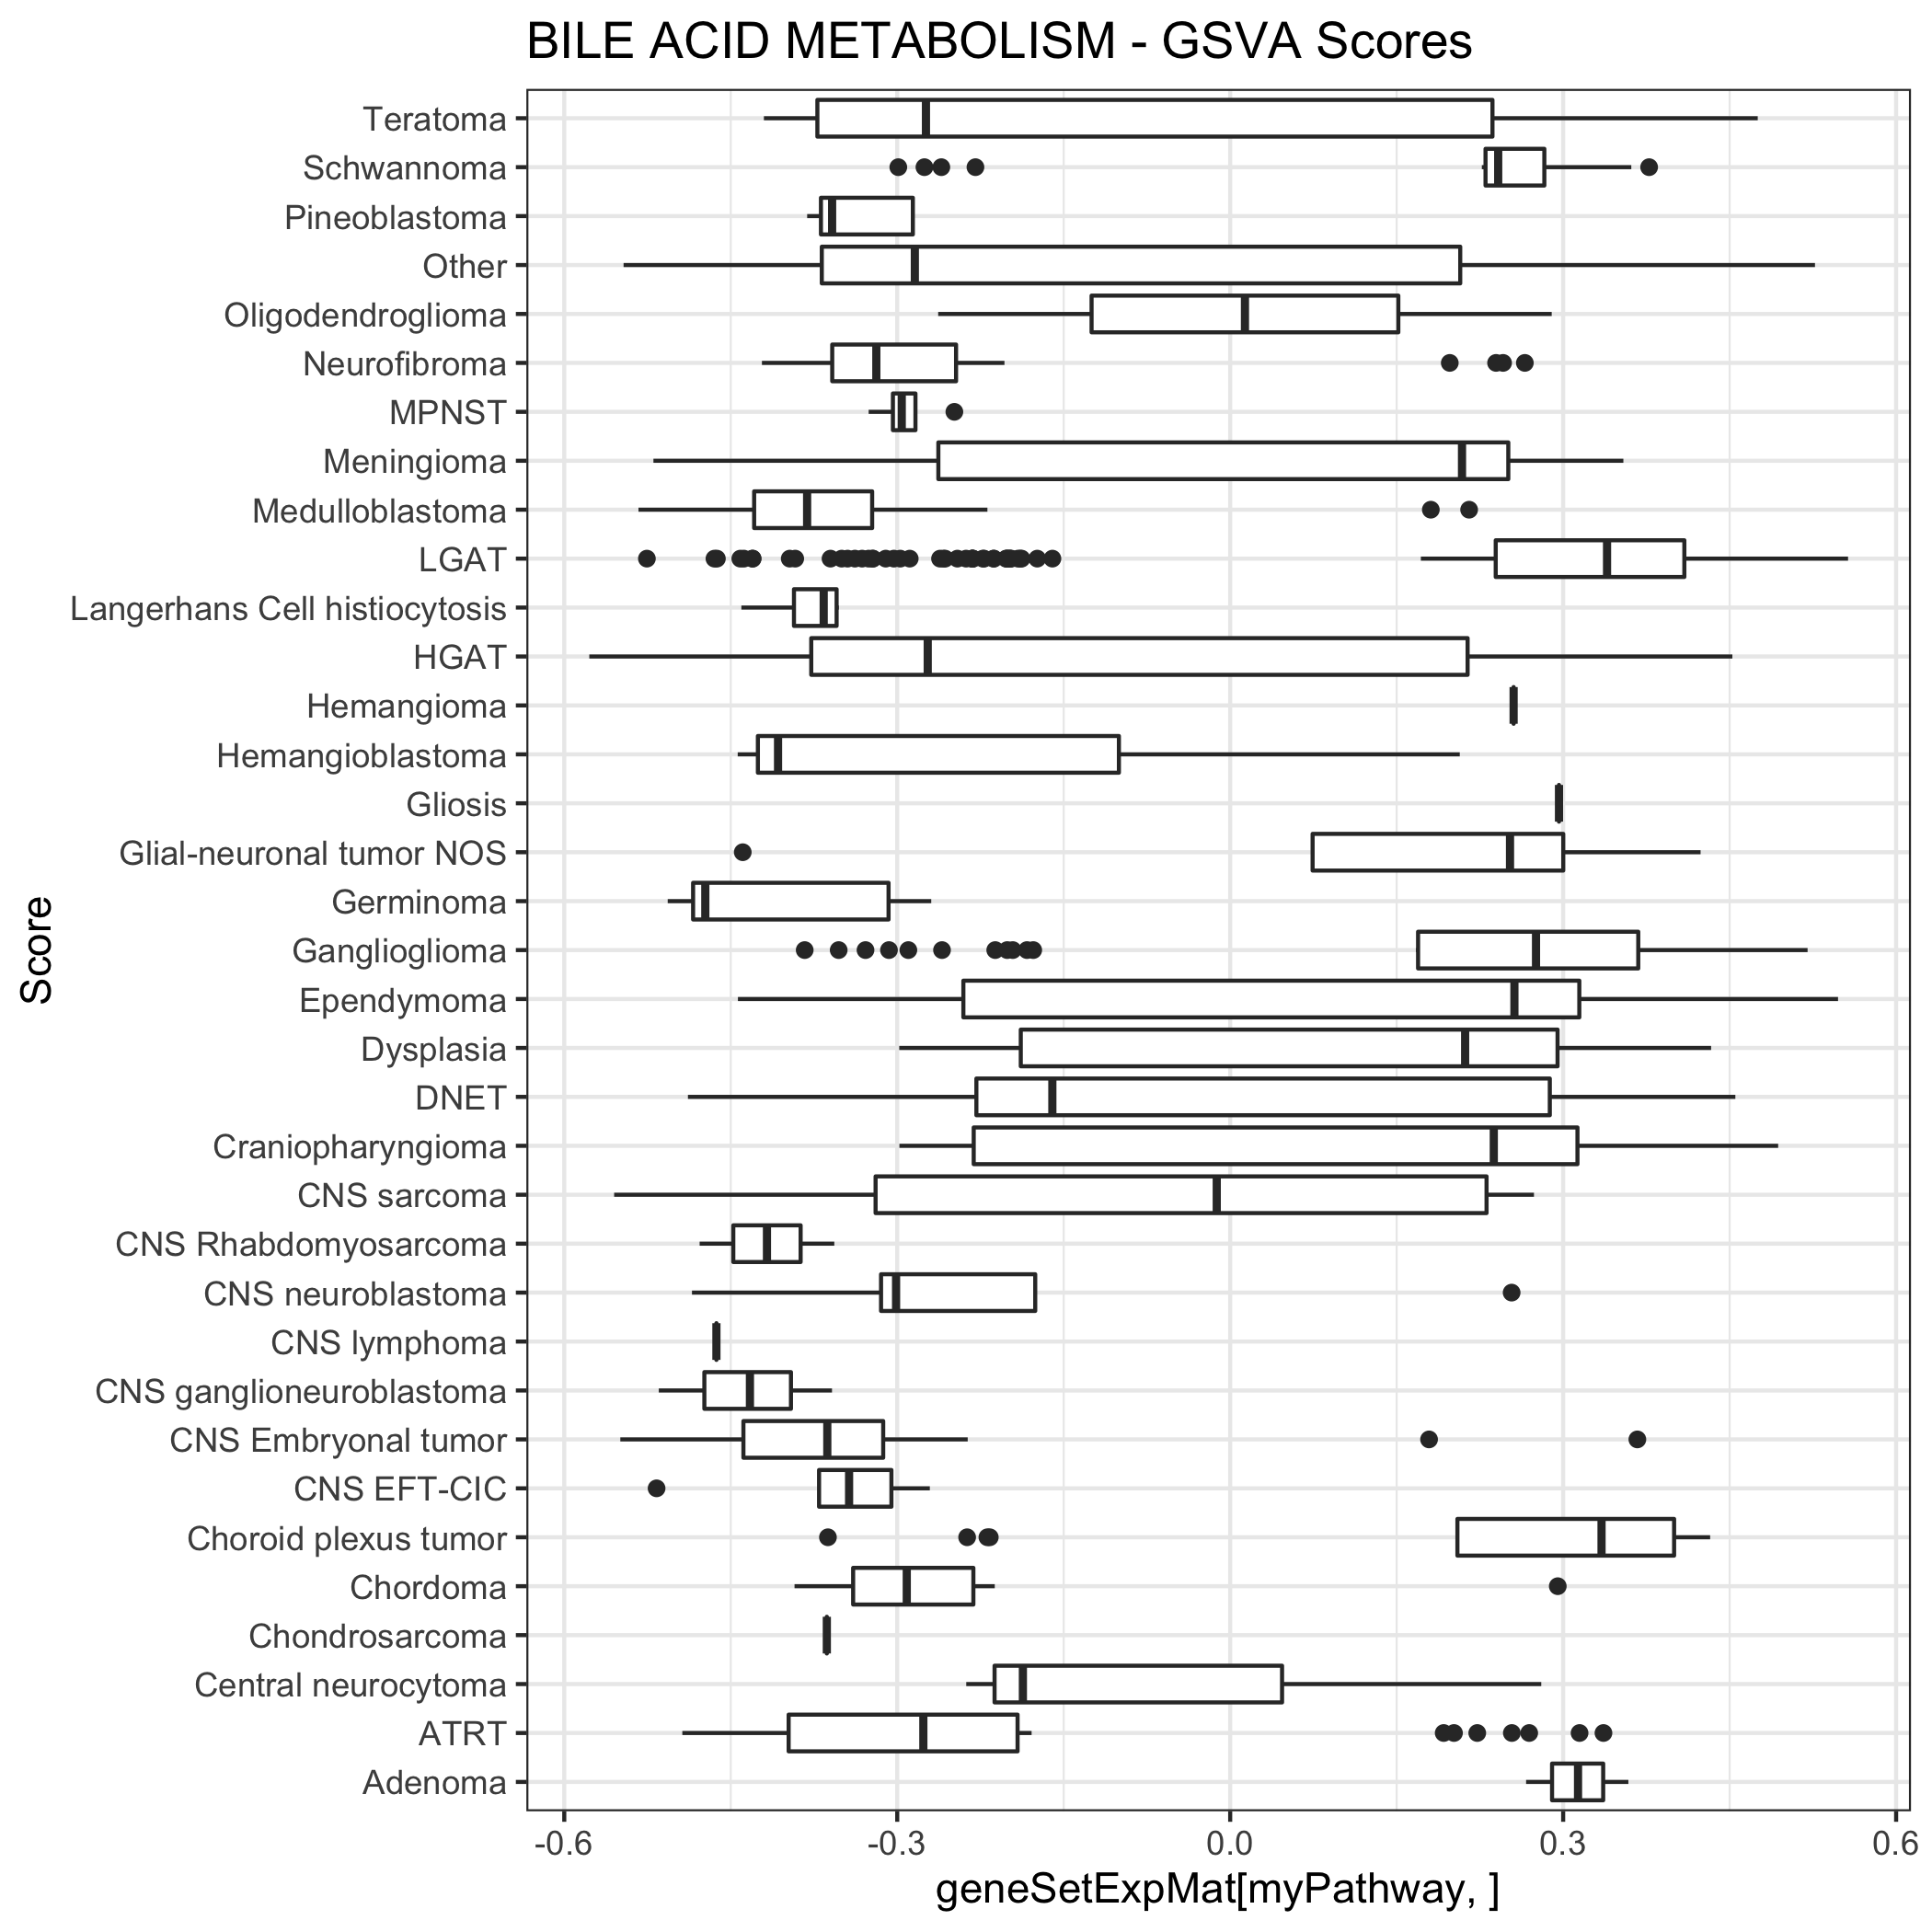 BILE ACID METABOLISM - GSVA Scores
Teratoma
Schwannoma
Pineoblastoma
Other
Oligodendroglioma
Neurofibroma
MPNST
Meningioma
Medulloblastoma
LGAT
Langerhans Cell histiocytosis
HGAT
Hemangioma
Hemangioblastoma
Gliosis
Glial-neuronal tumor NOS
Germinoma
Ganglioglioma
Ependymoma
Dysplasia
DNET
Craniopharyngioma
CNS sarcoma
CNS Rhabdomyosarcoma
CNS neuroblastoma
CNS lymphoma
CNS ganglioneuroblastoma
CNS Embryonal tumor
CNS EFT-CIC
Choroid plexus tumor
Chordoma
Chondrosarcoma
Central neurocytoma
ATRT
Adenoma
Score
-0.6 -0.3 0.0 0.3 0.6
geneSetExpMat[myPathway, ]